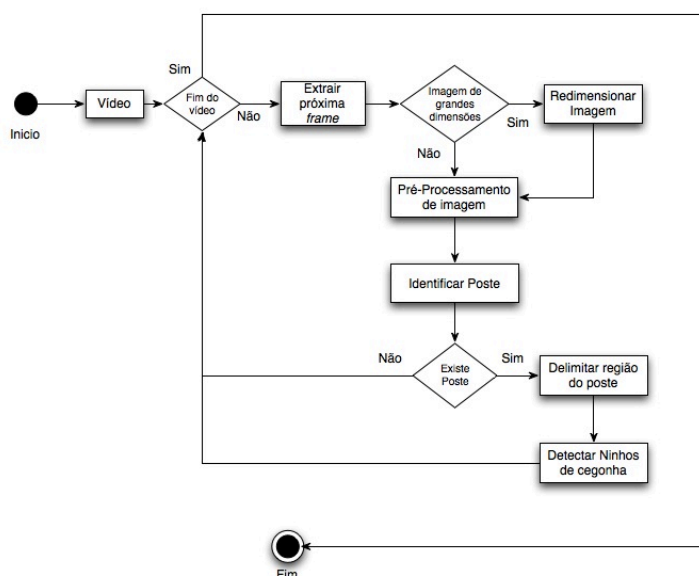 Sim
Inicio
Vídeo
Fim do
vídeo
Não
Extrair
próxima
frame
Imagem de
grandes
dimensões
Sim
Redimensionar
Imagem
Não
Pré-Processamento
de imagem
Identificar Poste
Não
Existe
Poste
Sim
Delimitar região
do poste
Detectar Ninhos
de cegonha
Fim